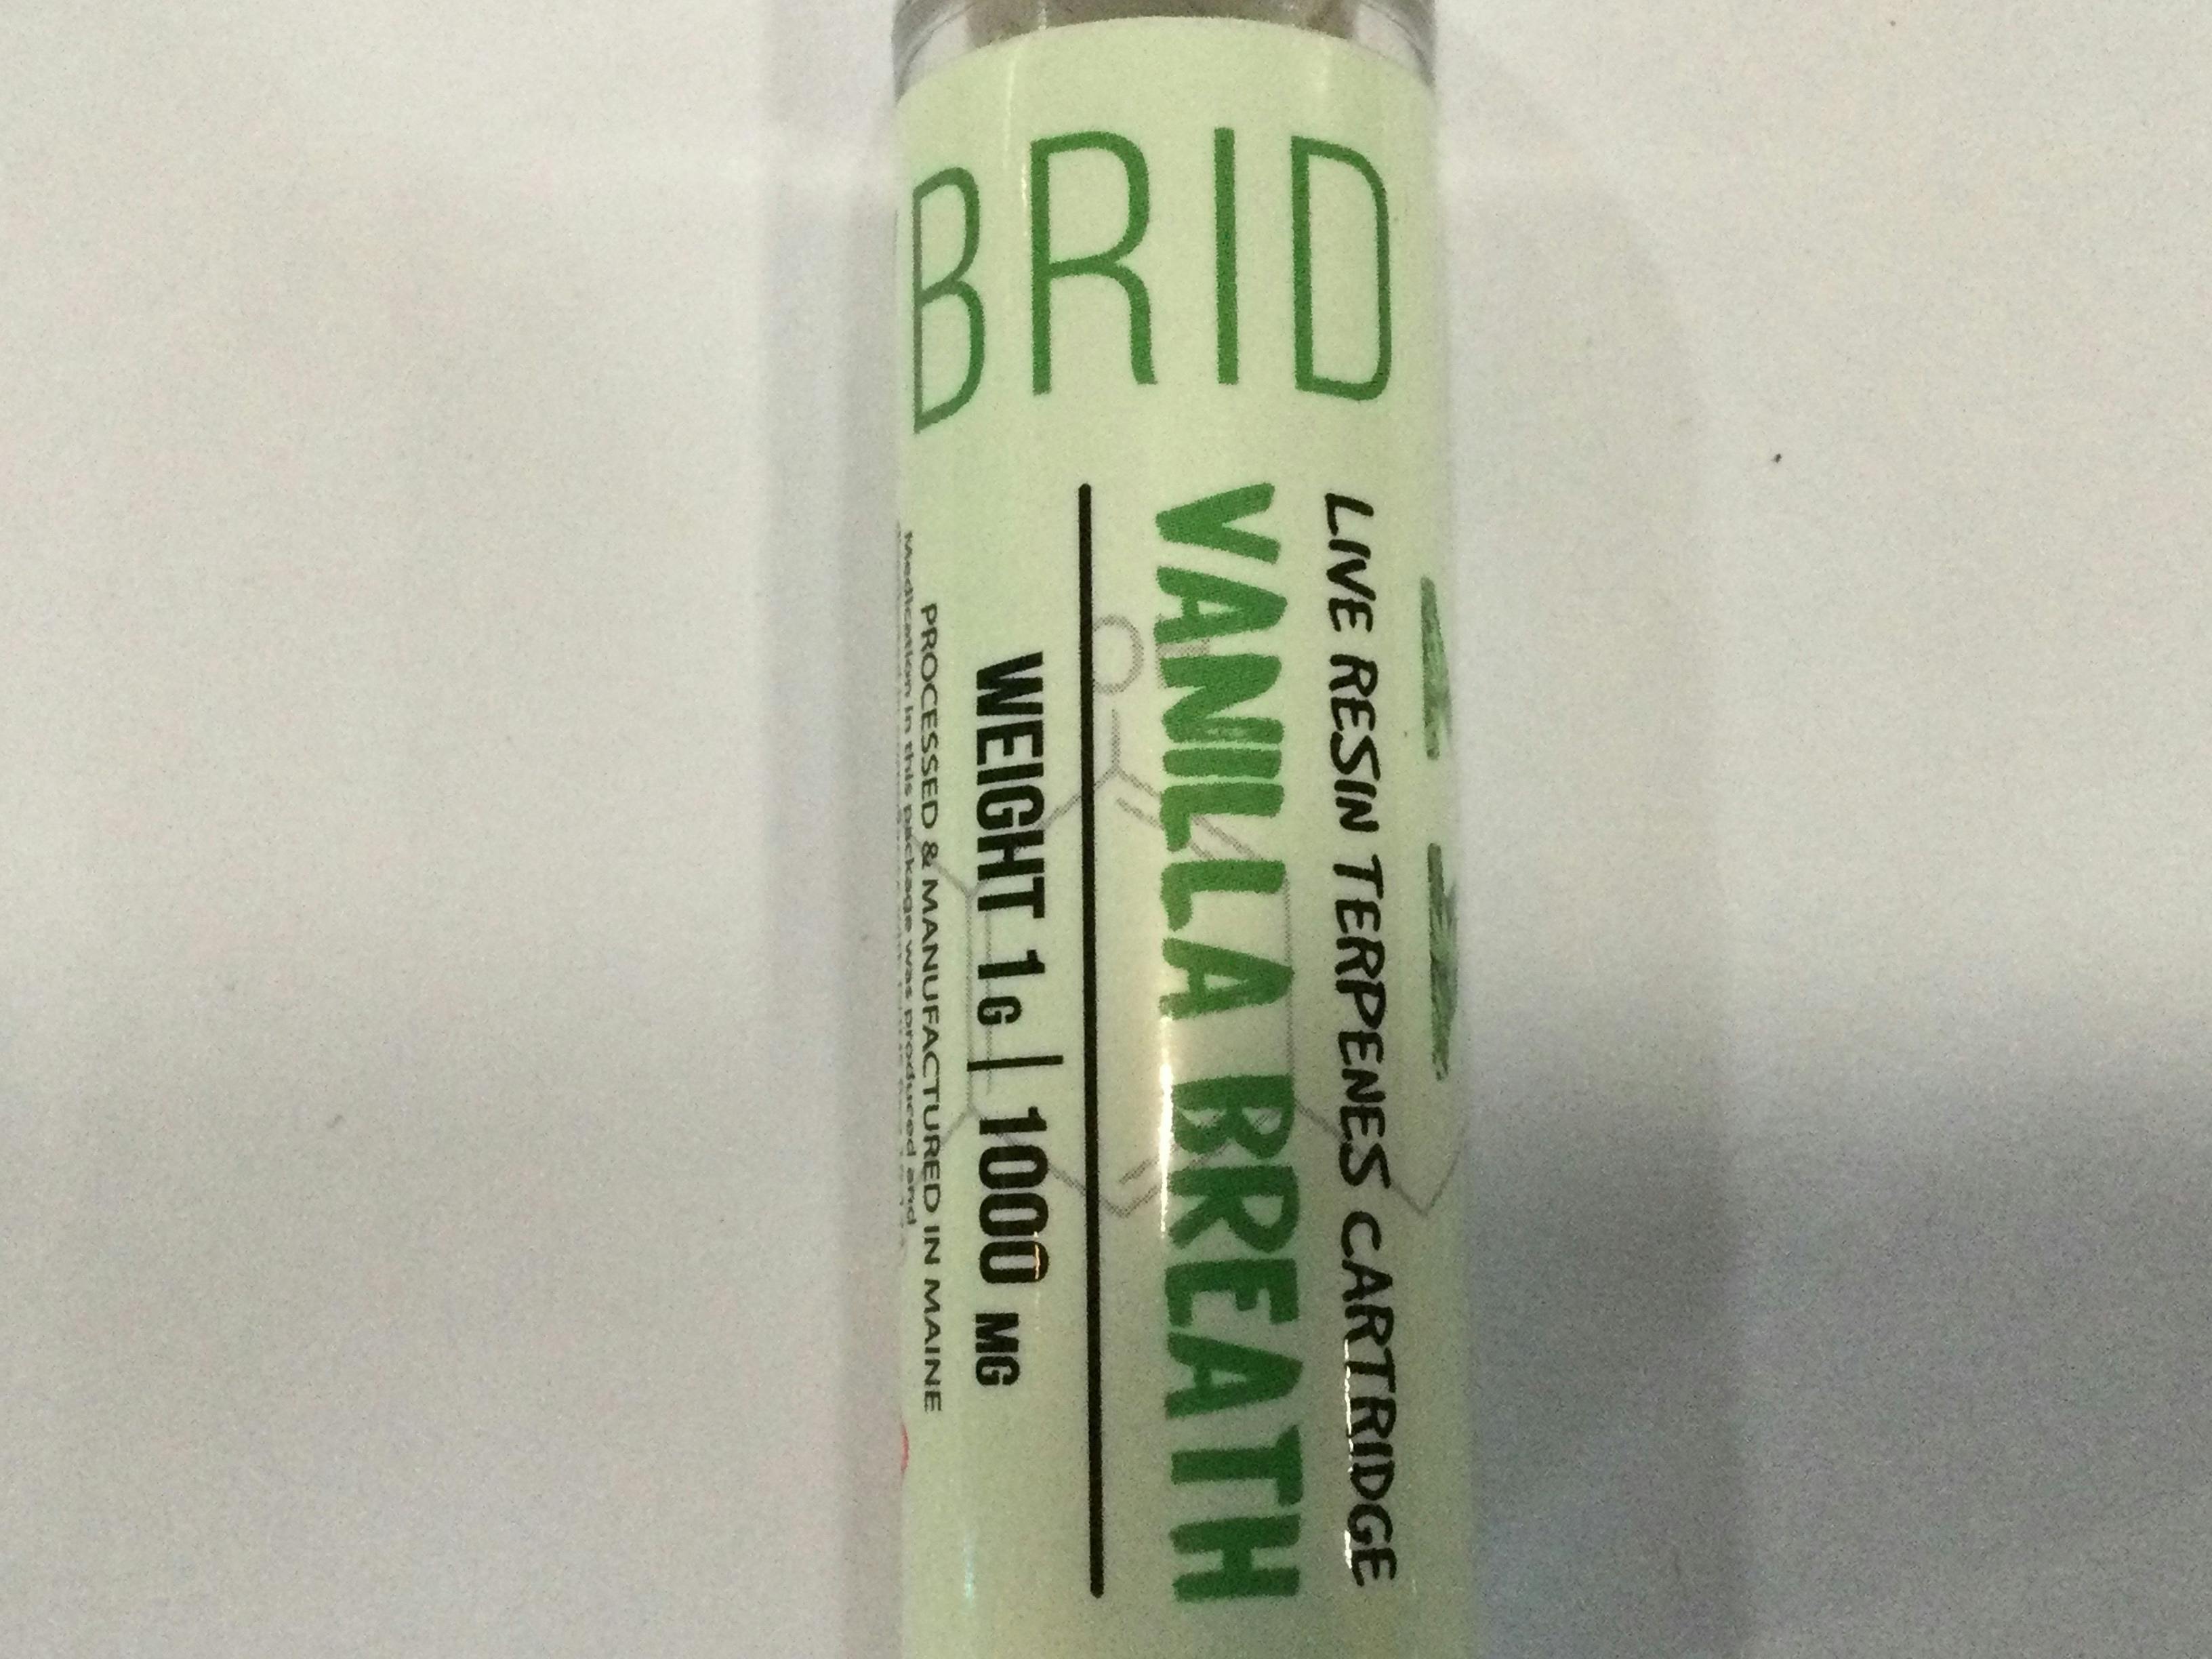 BRID
LIVE RESIN TERPENES CARTRIDGE
VANILLA BREATH
WEIGHT 1G | 1000 MG
PROCESSED & MANUFACTURED IN MAINE
Medication in this package was produced and